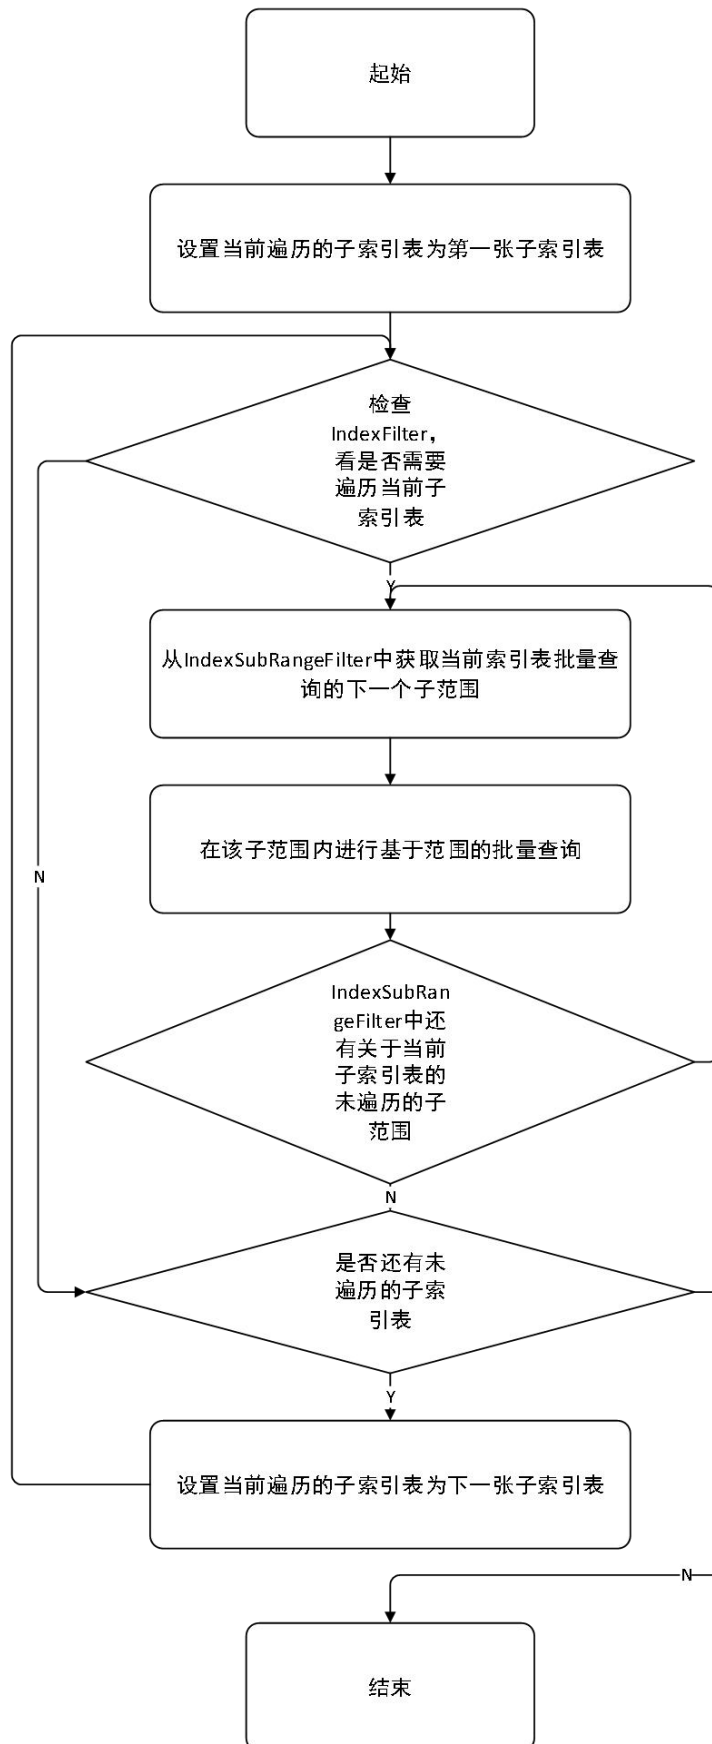 起始
设置当前遍历的子索引表为第一张子索引表
检查
IndexFilter，
看是否需要
遍历当前子
索引表
Y
从IndexSubRangeFilter中获取当前索引表批量查
询的下一个子范围
在该子范围内进行基于范围的批量查询
N
IndexSubRan
geFilter中还
有关于当前
子索引表的
未遍历的子
范围
N
是否还有未
遍历的子索
引表
Y
设置当前遍历的子索引表为下一张子索引表
N
结束